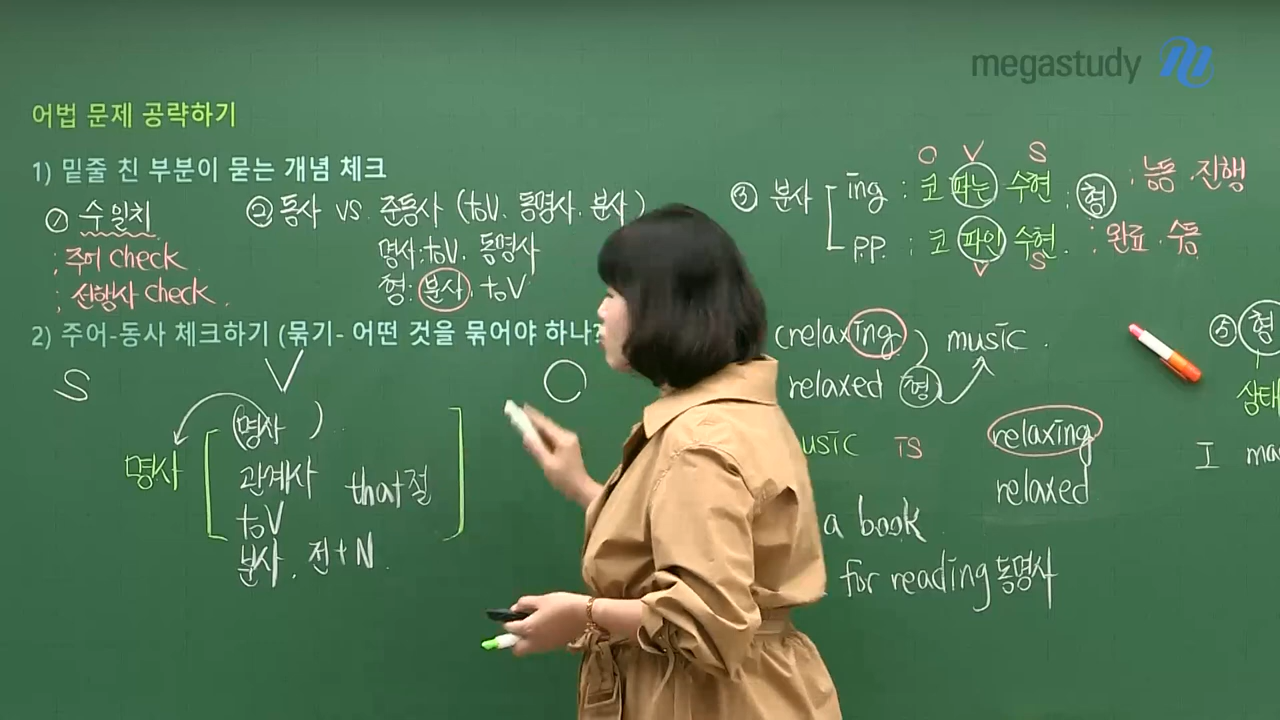 megastudy
어법 문제 공략하기
1) 밑줄 친 부분이 묻는 개념 체크
① 수일치
; 주어 check
; 선행사 check
② 동사 vs. 준동사 (toV. 동명사. 분사)
명사: toV. 동명사
형: 분사. toV
③ 분사
O V S
ing : 코 파는 수현 : 형 ; 능동 . 진행
P.P. : 코 파인 수현. ; 완료 . 수동
V S
2) 주어-동사 체크하기 (묶기- 어떤 것을 묶어야 하나?
S V O
명사
(명사 )
관계사 that절
toV
분사. 전+N
relaxing
relaxed 형
music.
is relaxing
relaxed
a book
for reading 동명사
⑤ 형
상태
I ma